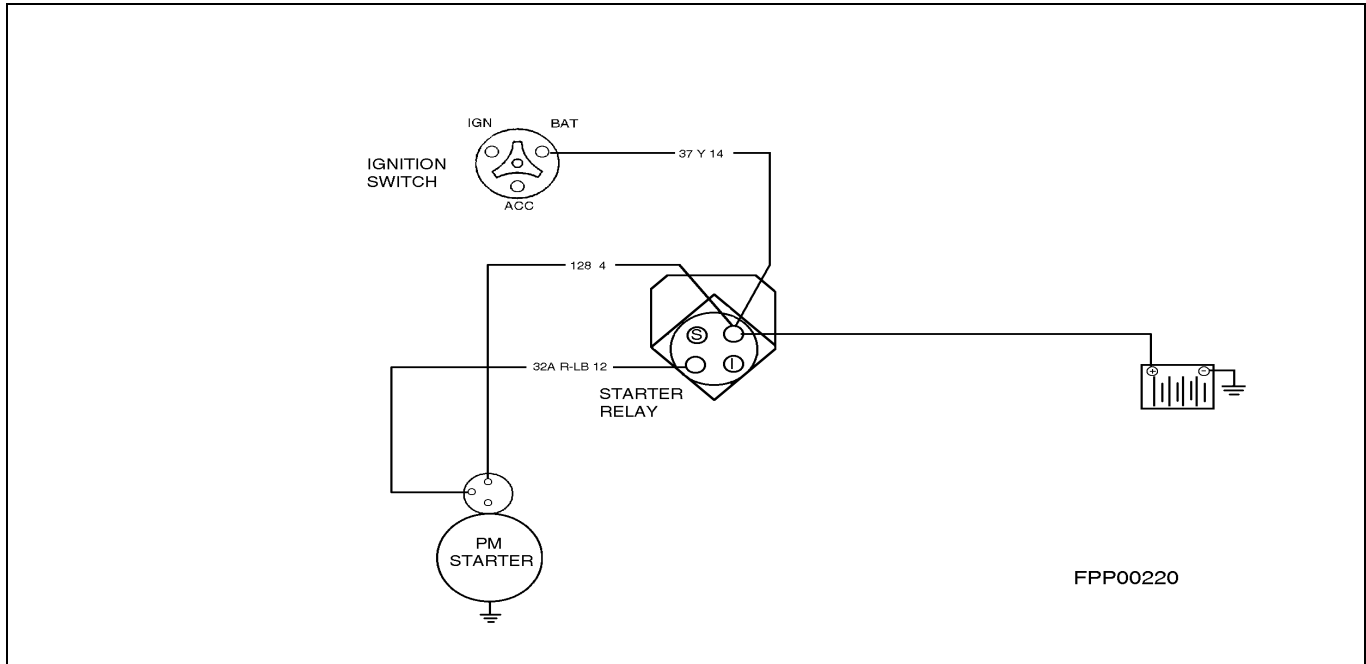 IGN
BAT
IGNITION
SWITCH
37 Y 14
ACC
128 4
S
I
32A R-LB 12
STARTER
RELAY
+
-
PM
STARTER
FPP00220